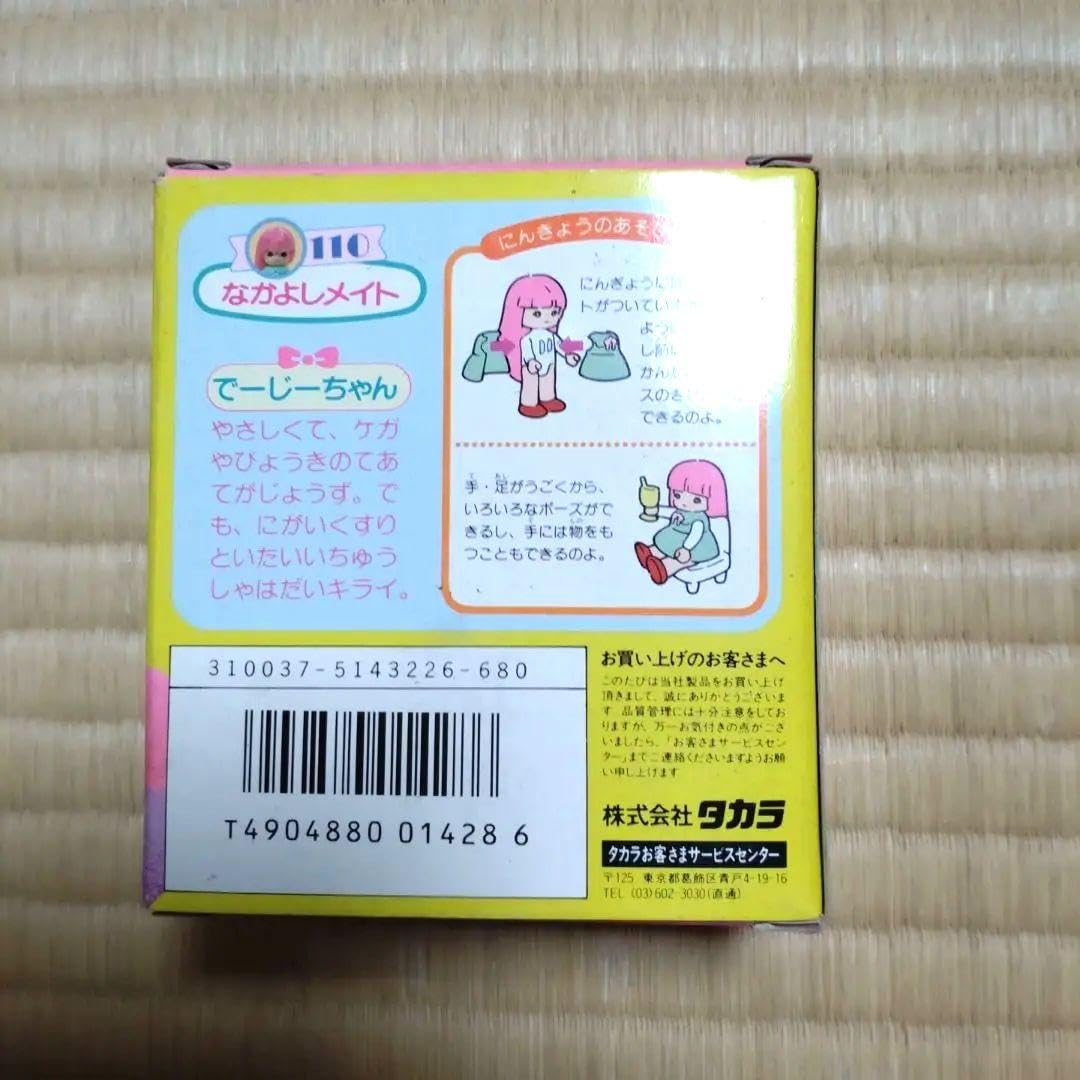 110
なかよしメイト
でーじーちゃん
やさしくて、ケガ
やびょうきのてあ
てがじょうず。で
も、にがいくすり
といたいいちゅう
しゃはだいキライ。
にんぎょうのあそ
にんぎょうに
トがついてい
よう
し
かん
スのき
できるのよ。
DO
て あし
手・足がうごくから、
いろいろなポーズがで
きるし、手には物をも
つこともできるのよ。
310037-5143226-680
T4904880 01428 6
お買い上げのお客さまへ
このたびは当社製品をお買い上げ
頂きまして、誠にありがとうございま
す 品質管理には十分注意をしてお
りますが、万一お気付きの点がござ
いましたら、「お客さまサービスセン
ター」までご連絡くださいますようお願
い申し上げます
株式会社 タカラ
タカラお客さまサービスセンター
〒125 東京都葛飾区青戸4-19-16
TEL (03)602-3030(直通)